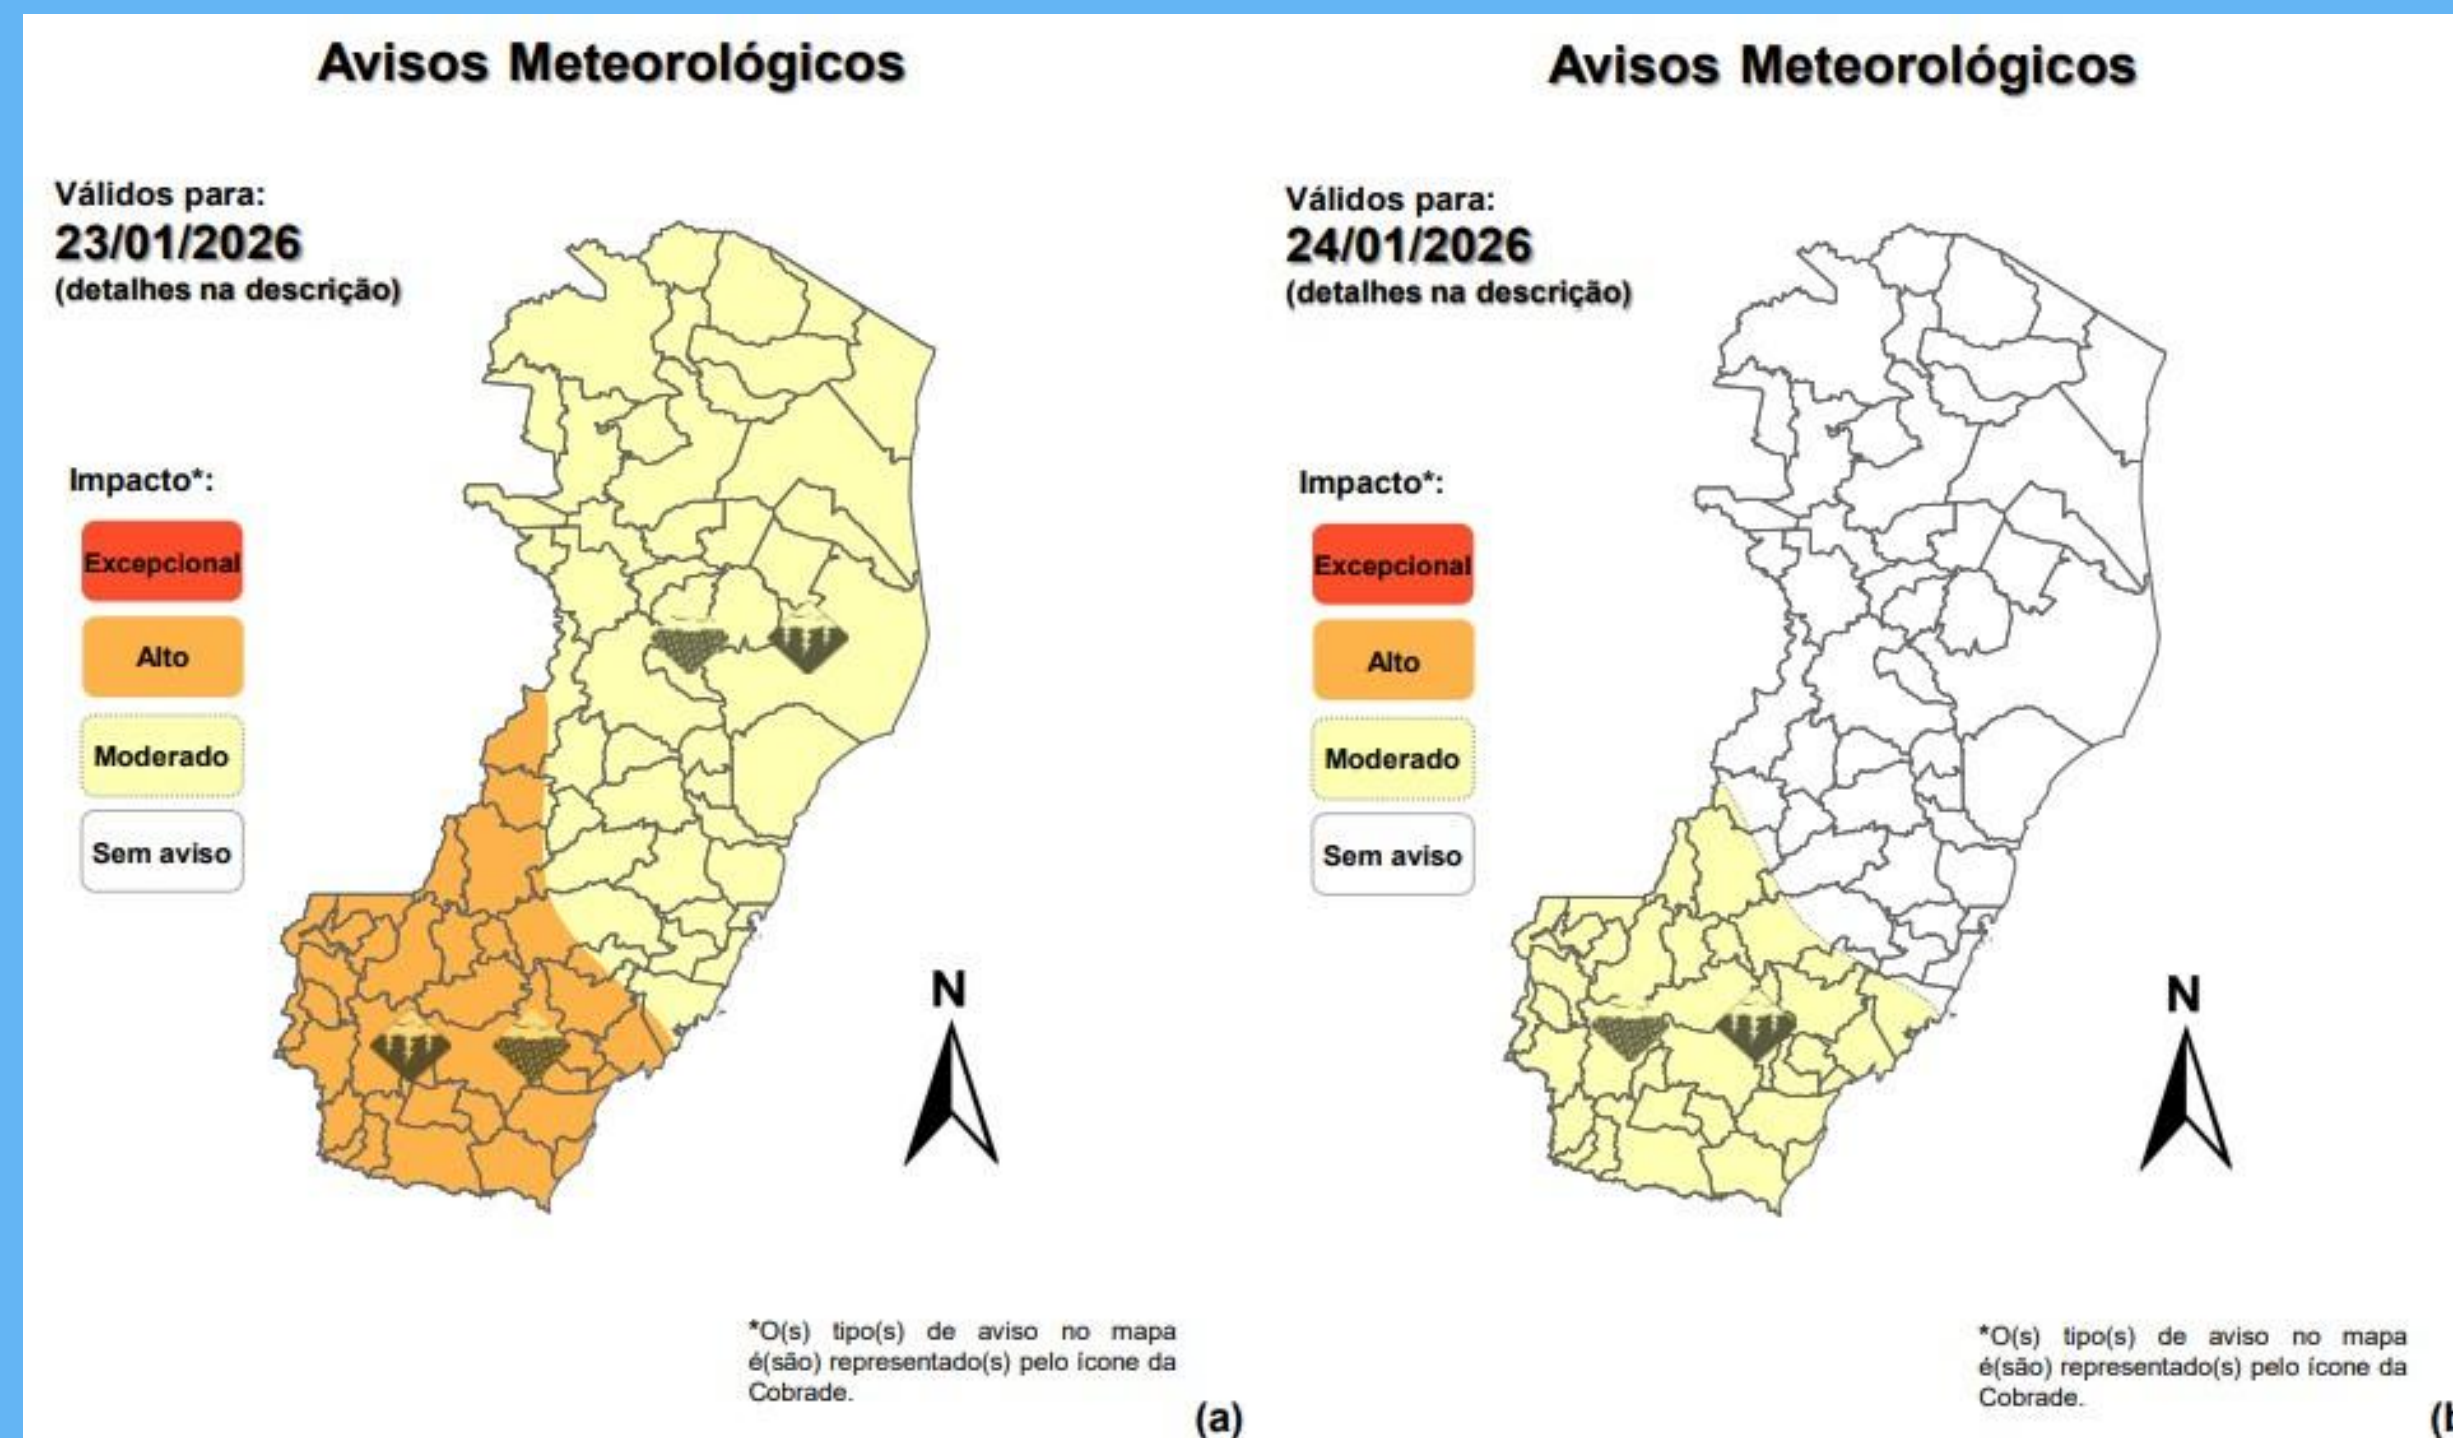 Avisos Meteorológicos
Válidos para:
23/01/2026
(detalhes na descrição)
Impacto*:
Excepcional
Alto
Moderado
Sem aviso
N
*O(s) tipo(s) de aviso no mapa
é(são) representado(s) pelo ícone da
Cobrade.
(a)
Avisos Meteorológicos
Válidos para:
24/01/2026
(detalhes na descrição)
Impacto*:
Excepcional
Alto
Moderado
Sem aviso
N
*O(s) tipo(s) de aviso no mapa
é(são) representado(s) pelo ícone da
Cobrade.